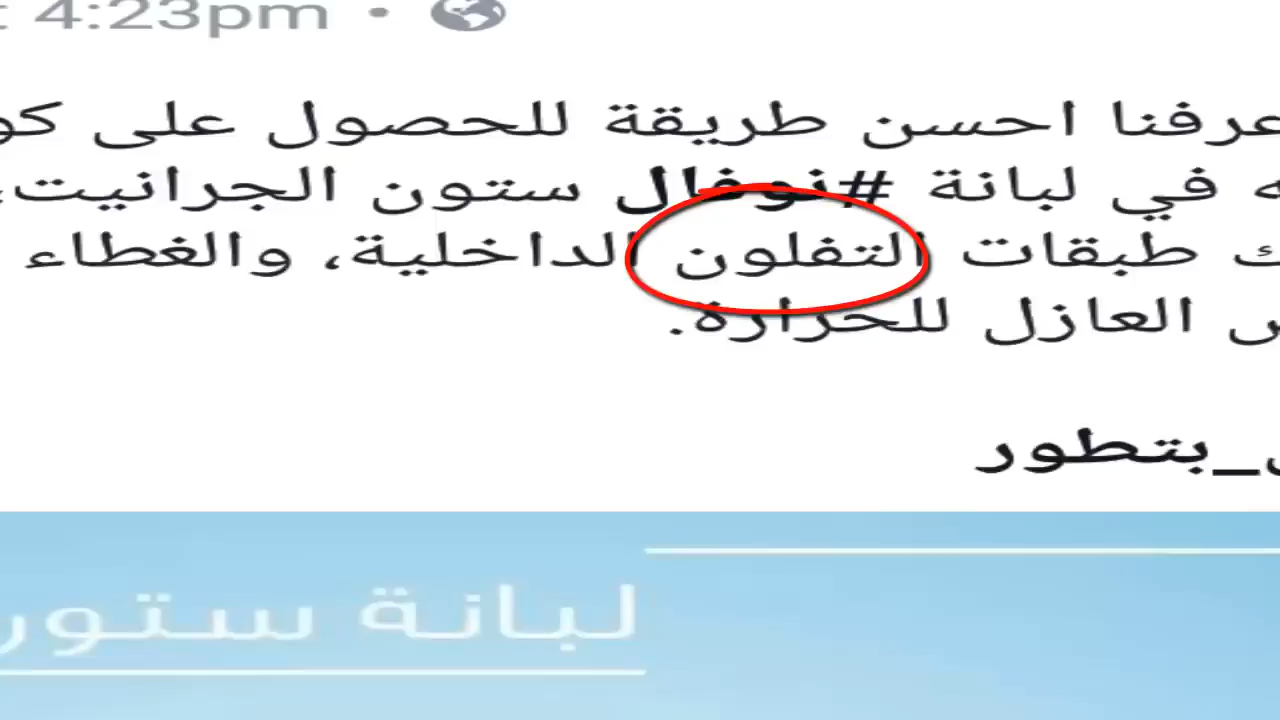 4:23pm
عرفنا احسن طريقة للحصول على
في لبانة #نوفال ستون الجرانيت،
طبقات التفلون الداخلية، والغطاء
العازل للحرارة.
بتطور
لبانة ستور